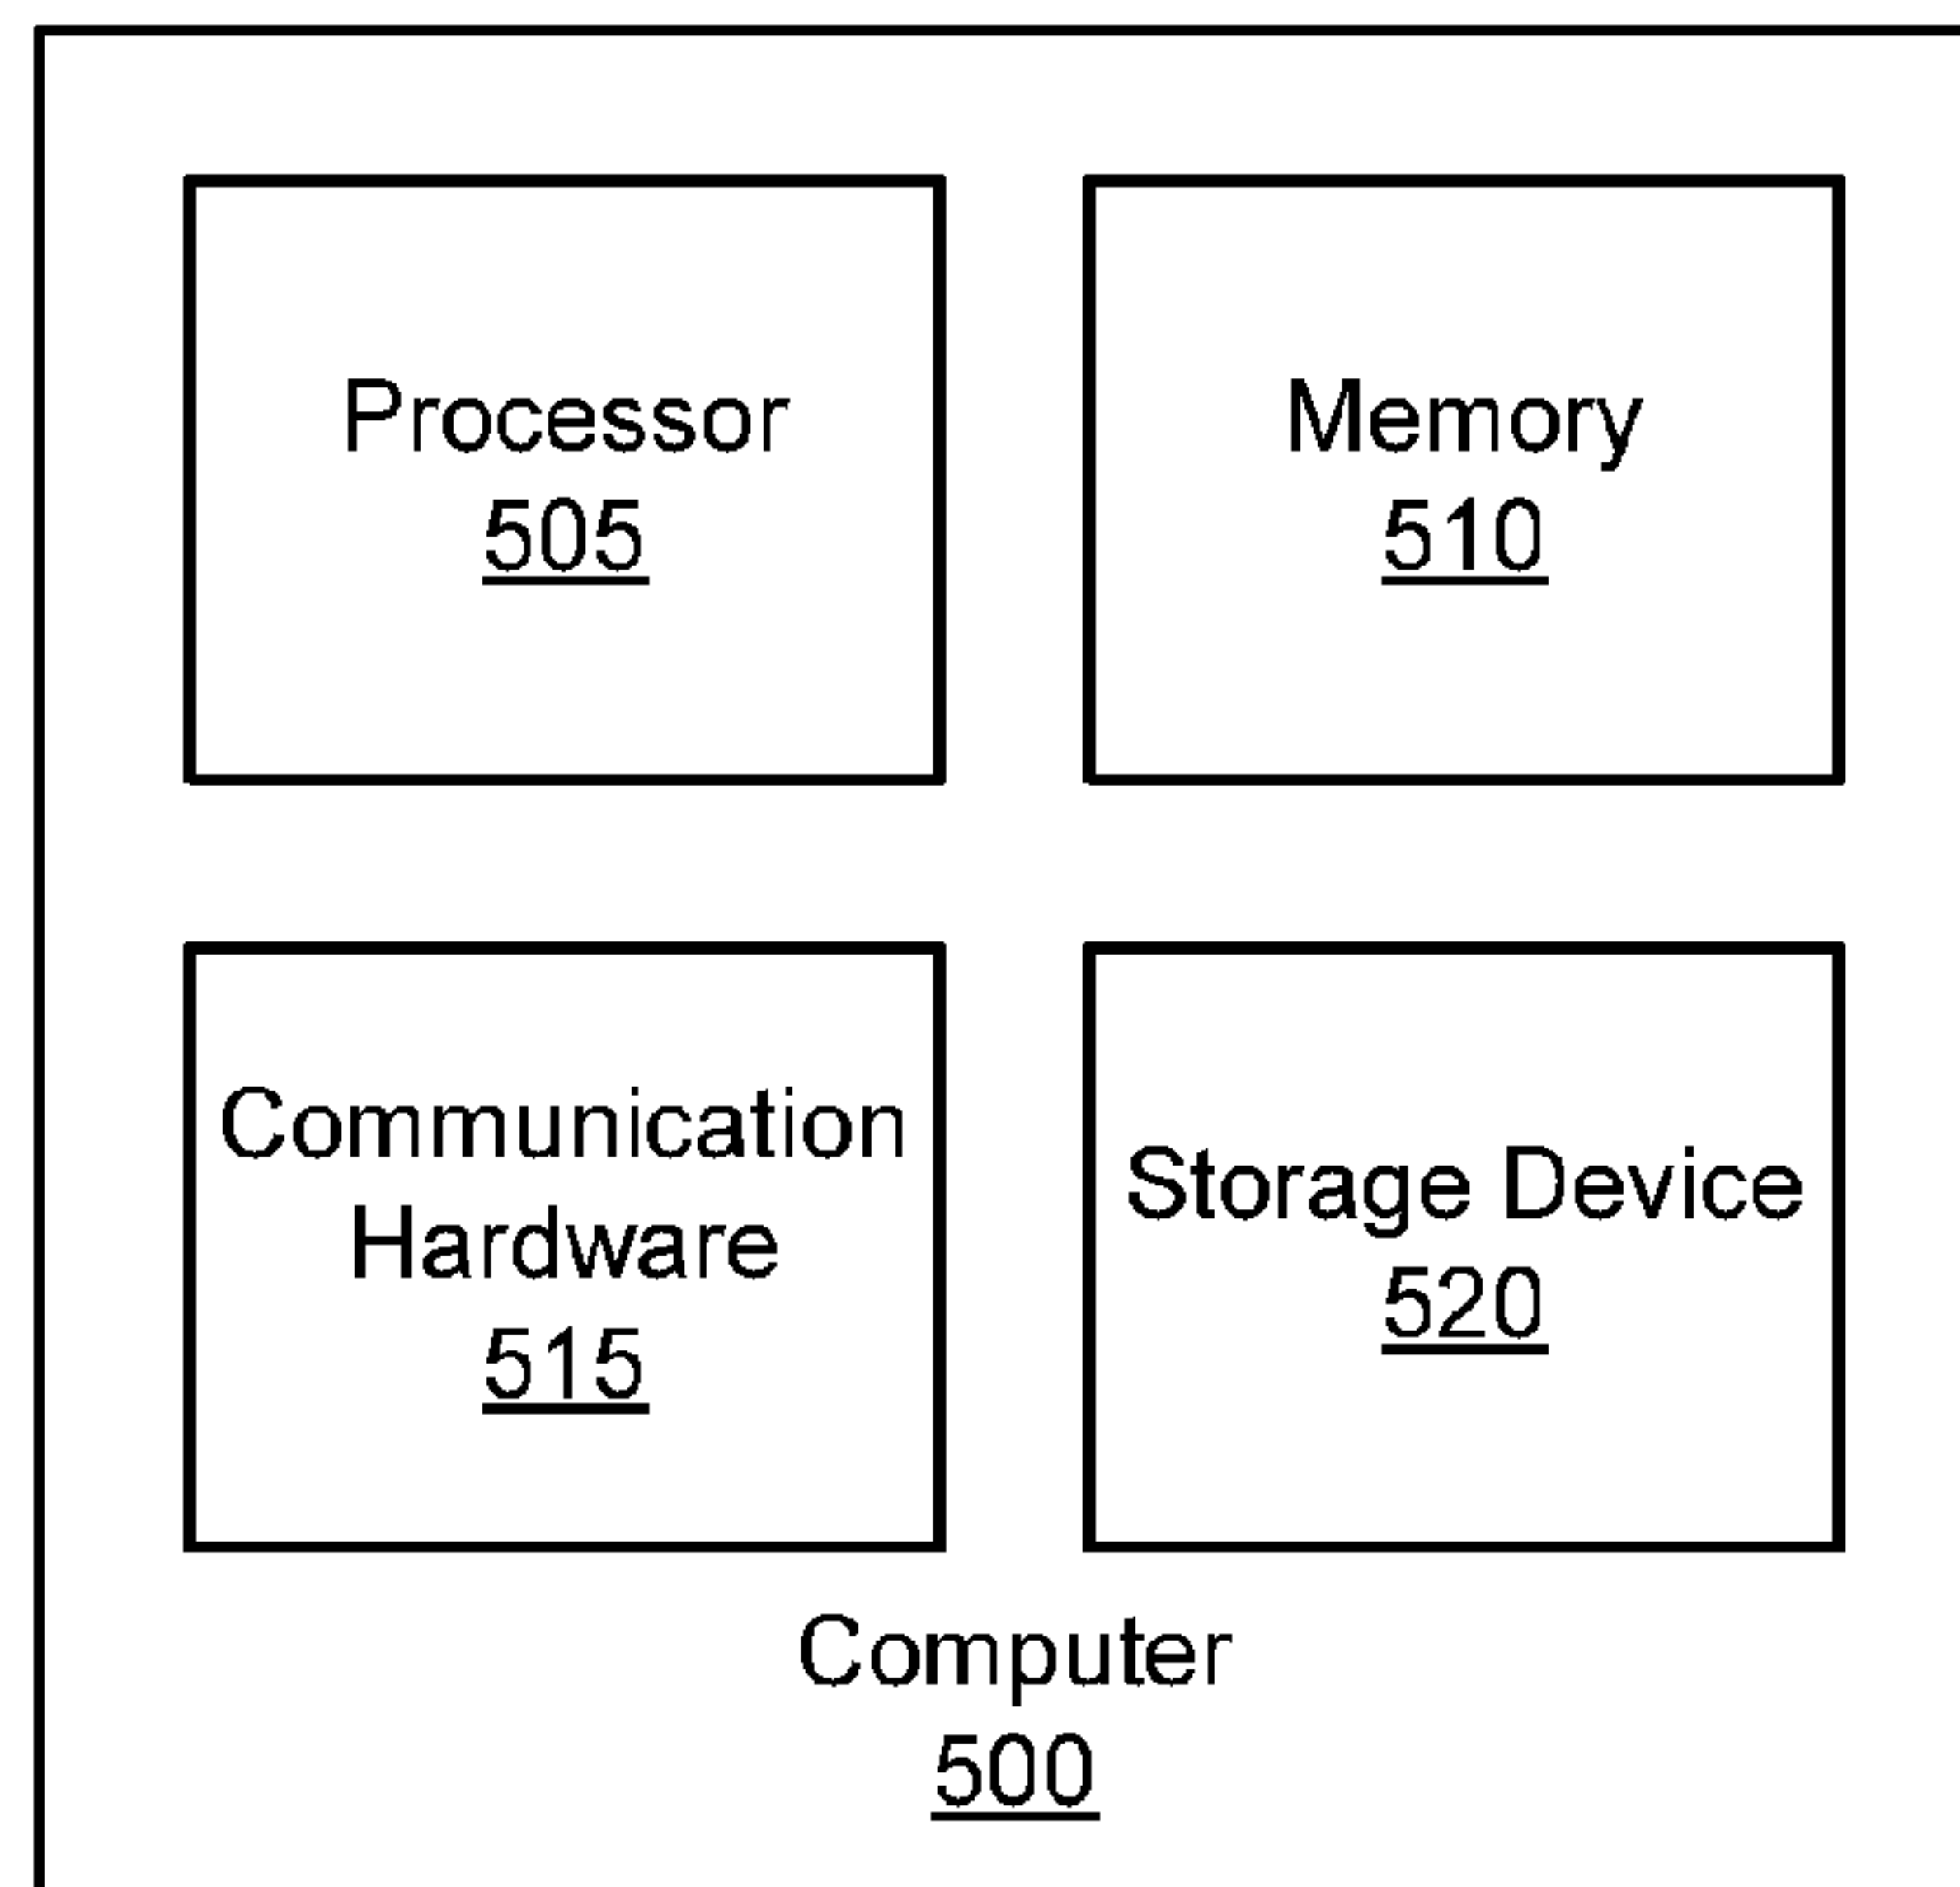 Processor
505
Memory
510
Communication
Hardware
515
Storage Device
520
Computer
500